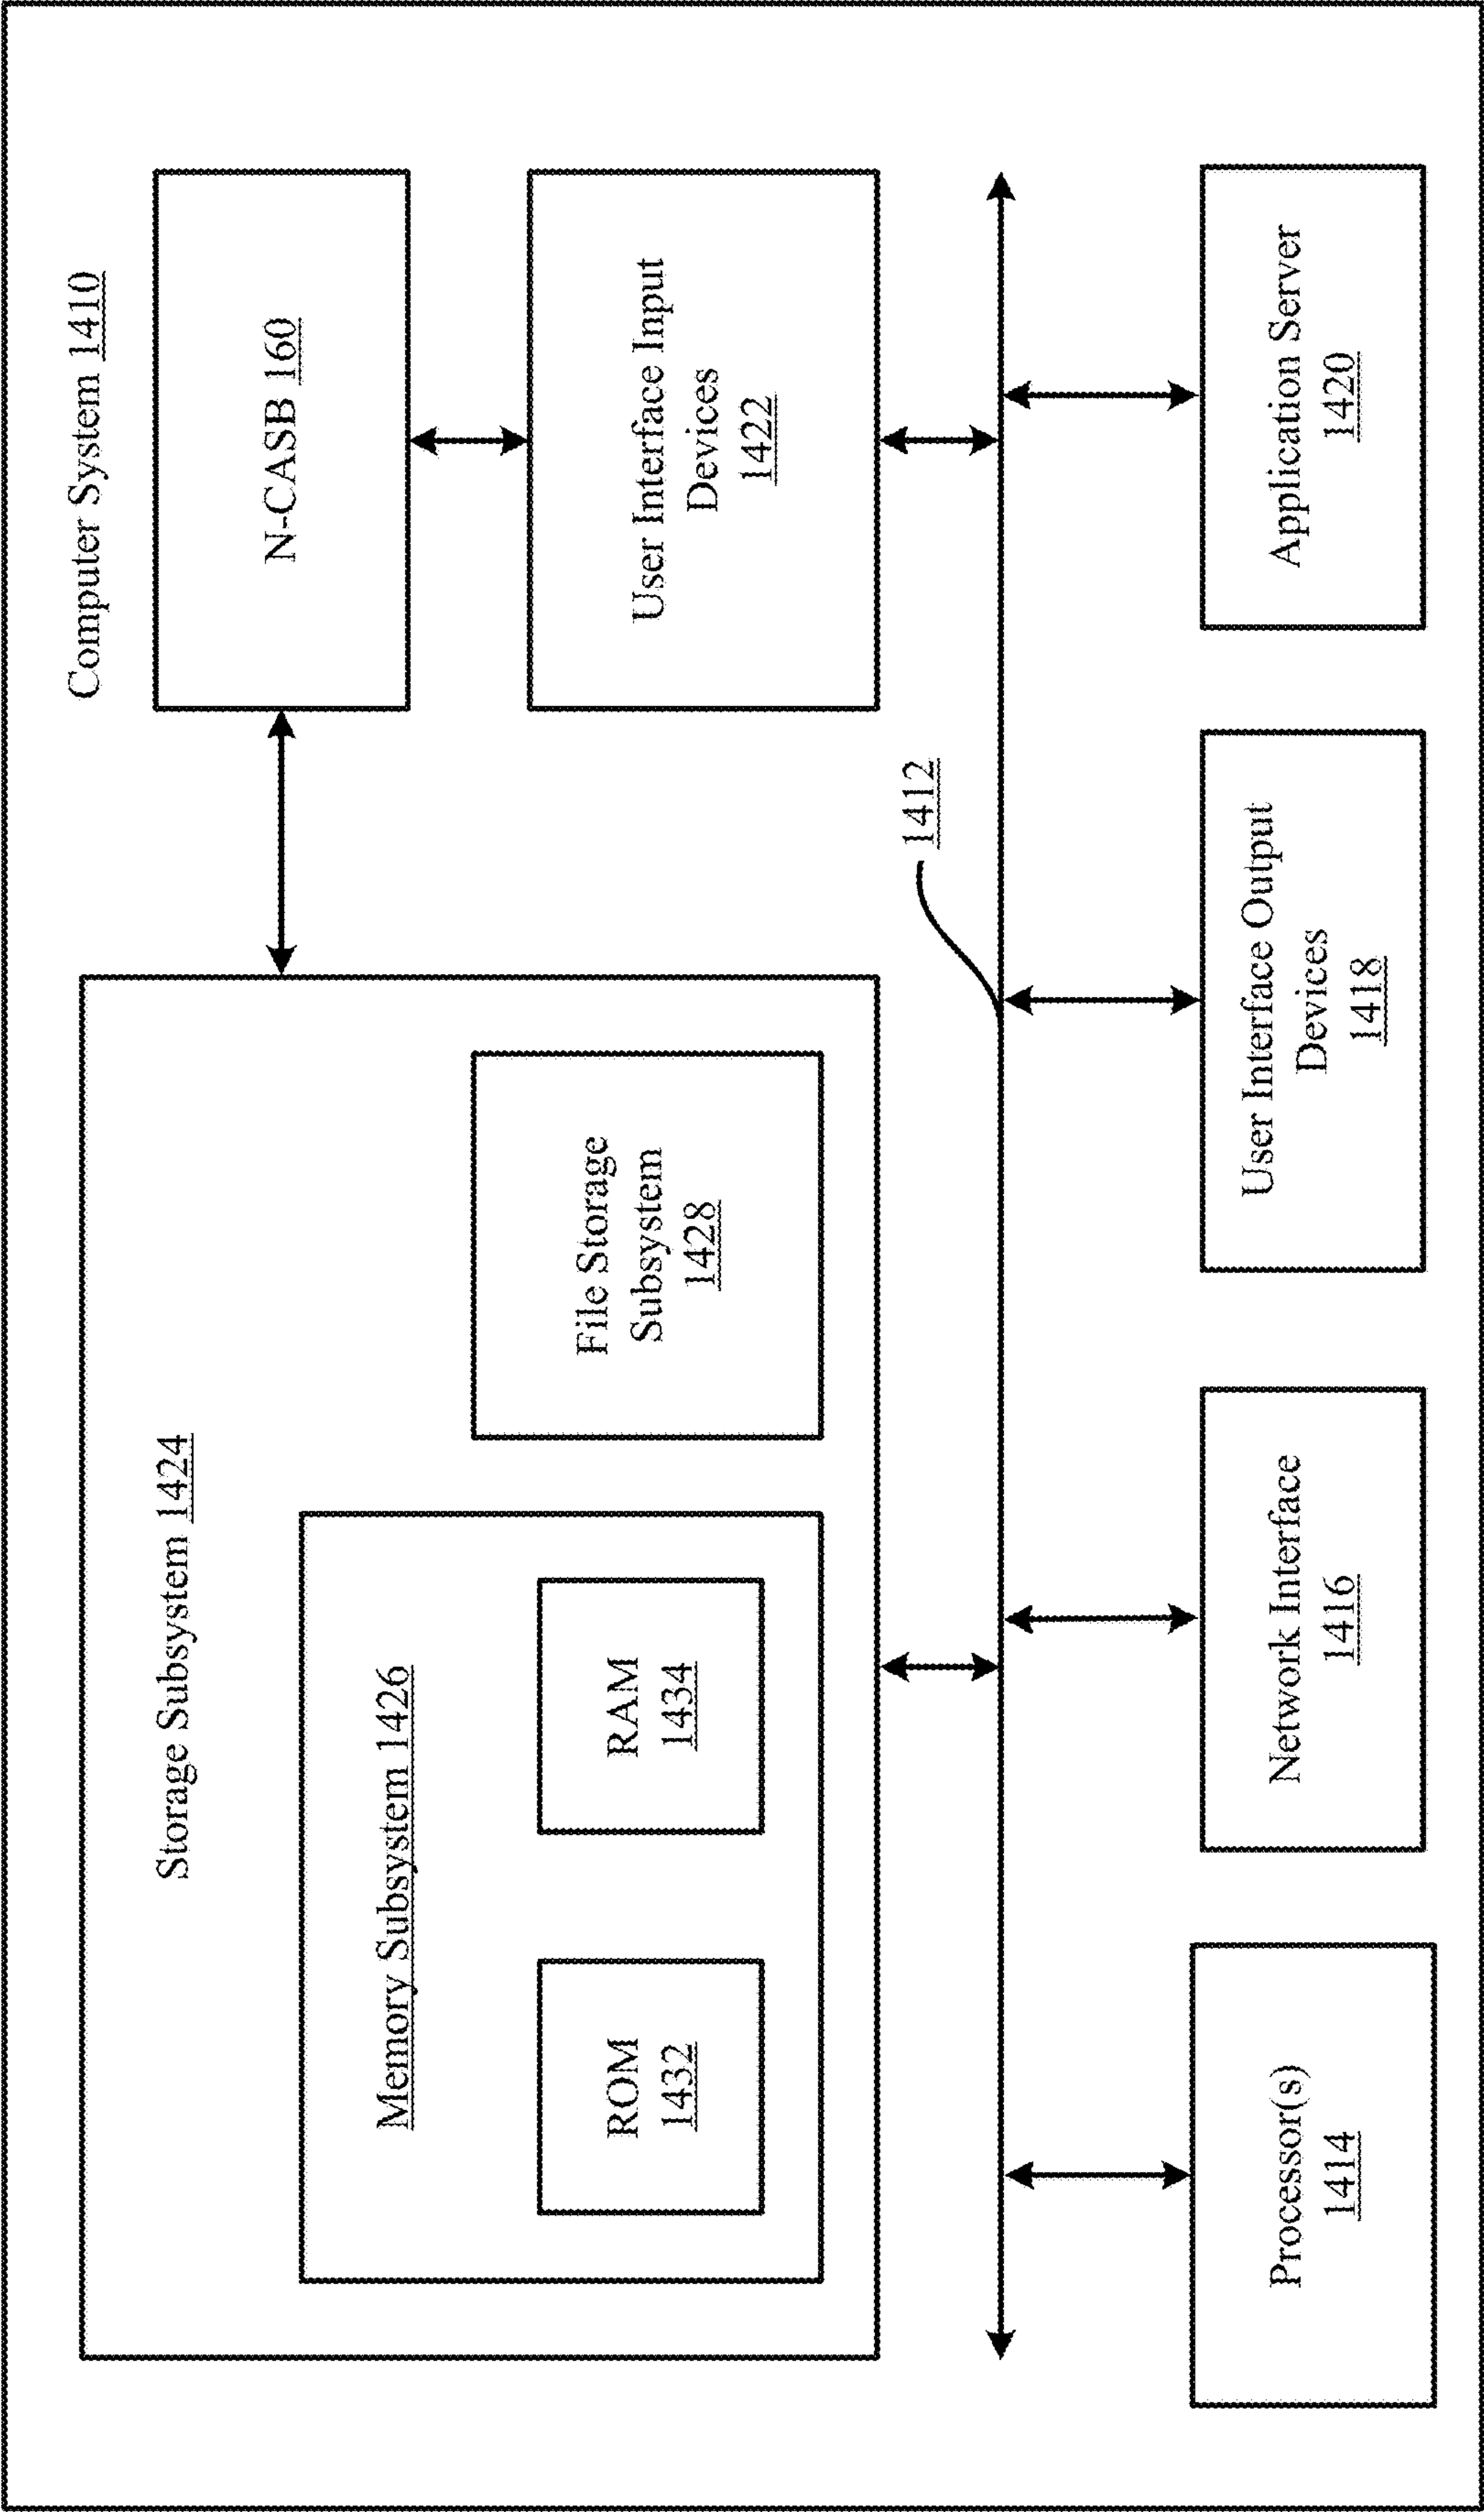 Computer System 1410
Storage Subsystem 1424
N-CASB 160
Memory Subsystem 1426
ROM
1432
RAM
1434
File Storage
Subsystem
1428
User Interface Input
Devices
1422
1412
Processor(s)
1414
Network Interface
1416
User Interface Output
Devices
1418
Application Server
1420